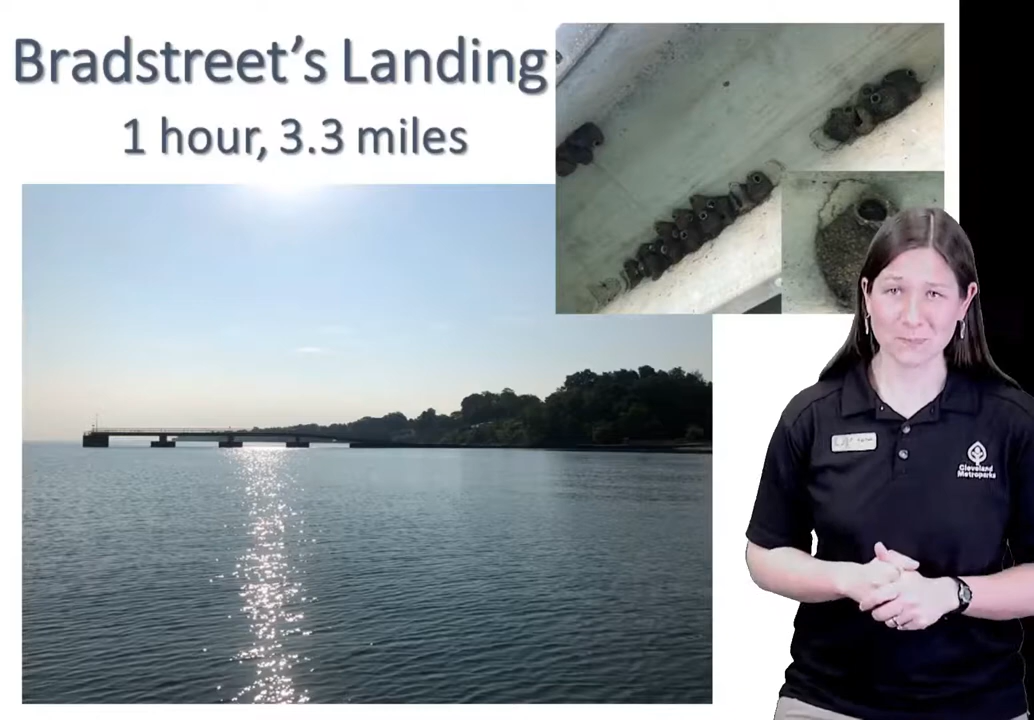 Bradstreet's Landing
1 hour, 3.3 miles
Cleveland
Metroparks